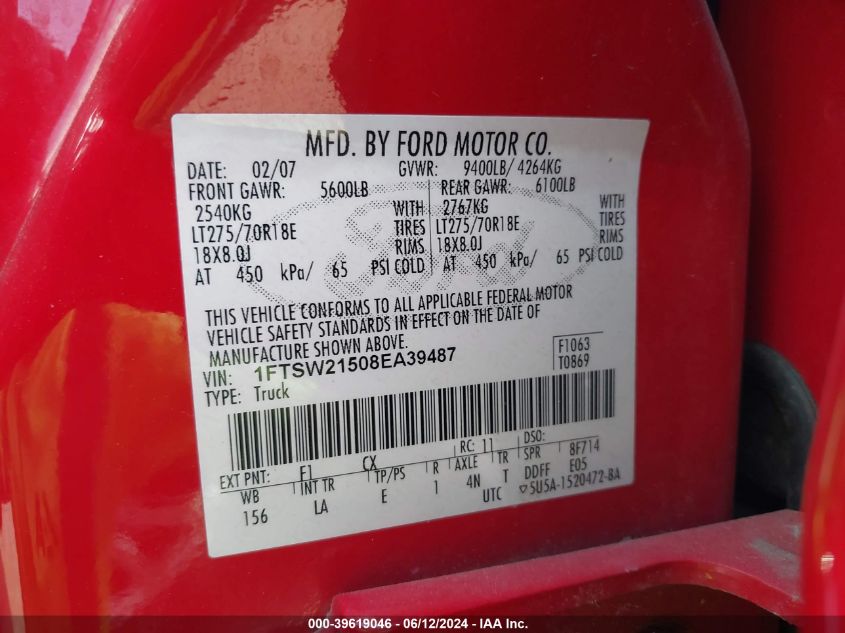 MFD. BY FORD MOTOR CO.
DATE: 02/07 GVWR: 9400LB/ 4264KG
FRONT GAWR: 5600LB REAR GAWR: 6100LB
2540KG WITH 2767KG WITH
LT275/70R18E TIRES LT275/70R18E TIRES
18X8.0J RIMS 18X8.0J RIMS
AT 450 kPa/ 65 PSI COLD AT 450 kPa/ 65 PSI COLD
Ford
THIS VEHICLE CONFORMS TO ALL APPLICABLE FEDERAL MOTOR
VEHICLE SAFETY STANDARDS IN EFFECT ON THE DATE OF
MANUFACTURE SHOWN ABOVE.
VIN: 1FTSW21508EA39487 F1063
TYPE: Truck T0869
EXT PNT: F1 CX RC: 11 DSO:
WB INT TR TP/PS R AXLE TR SPR 8F714
156 LA E 1 4N T DDFF E05
UTC 5U5A-1520472-BA
000-39619046 - 06/12/2024 - IAA Inc.